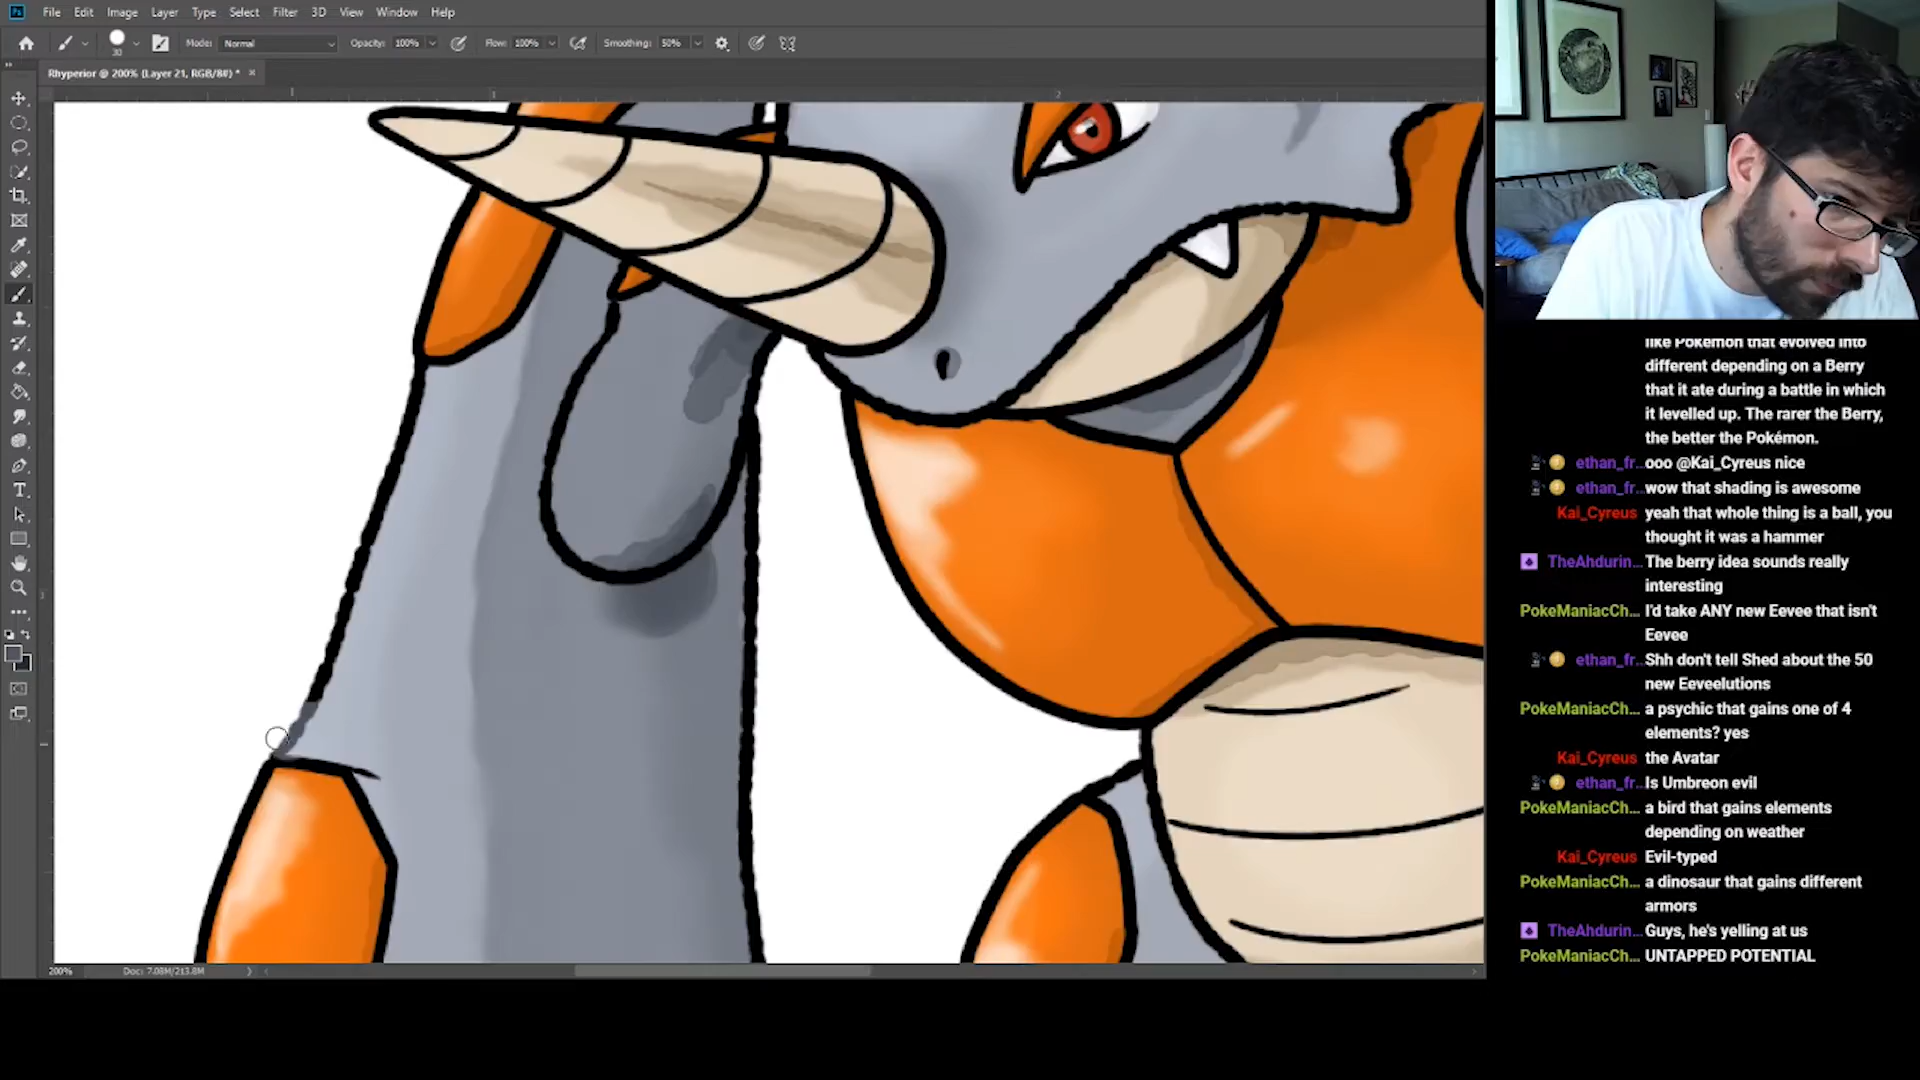 File Edit Image Layer Type Select Filter 3D View Window Help
30 Mode: Normal Opacity: 100% Flow: 100% Smoothing: 50%
Rhyperior @ 200% (Layer 21, RGB/8#) *
200% Doc: 7.08M/213.8M
like Pokemon that evolved into
different depending on a Berry
that it ate during a battle in which
it levelled up. The rarer the Berry,
the better the Pokémon.
ethan_fr... ooo @Kai_Cyreus nice
ethan_fr... wow that shading is awesome
Kai_Cyreus yeah that whole thing is a ball, you
thought it was a hammer
TheAhdurin... The berry idea sounds really
interesting
PokeManiacCh... I'd take ANY new Eevee that isn't
Eevee
ethan_fr... Shh don't tell Shed about the 50
new Eeveelutions
PokeManiacCh... a psychic that gains one of 4
elements? yes
Kai_Cyreus the Avatar
ethan_fr... Is Umbreon evil
PokeManiacCh... a bird that gains elements
depending on weather
Kai_Cyreus Evil-typed
PokeManiacCh... a dinosaur that gains different
armors
TheAhdurin... Guys, he's yelling at us
PokeManiacCh... UNTAPPED POTENTIAL